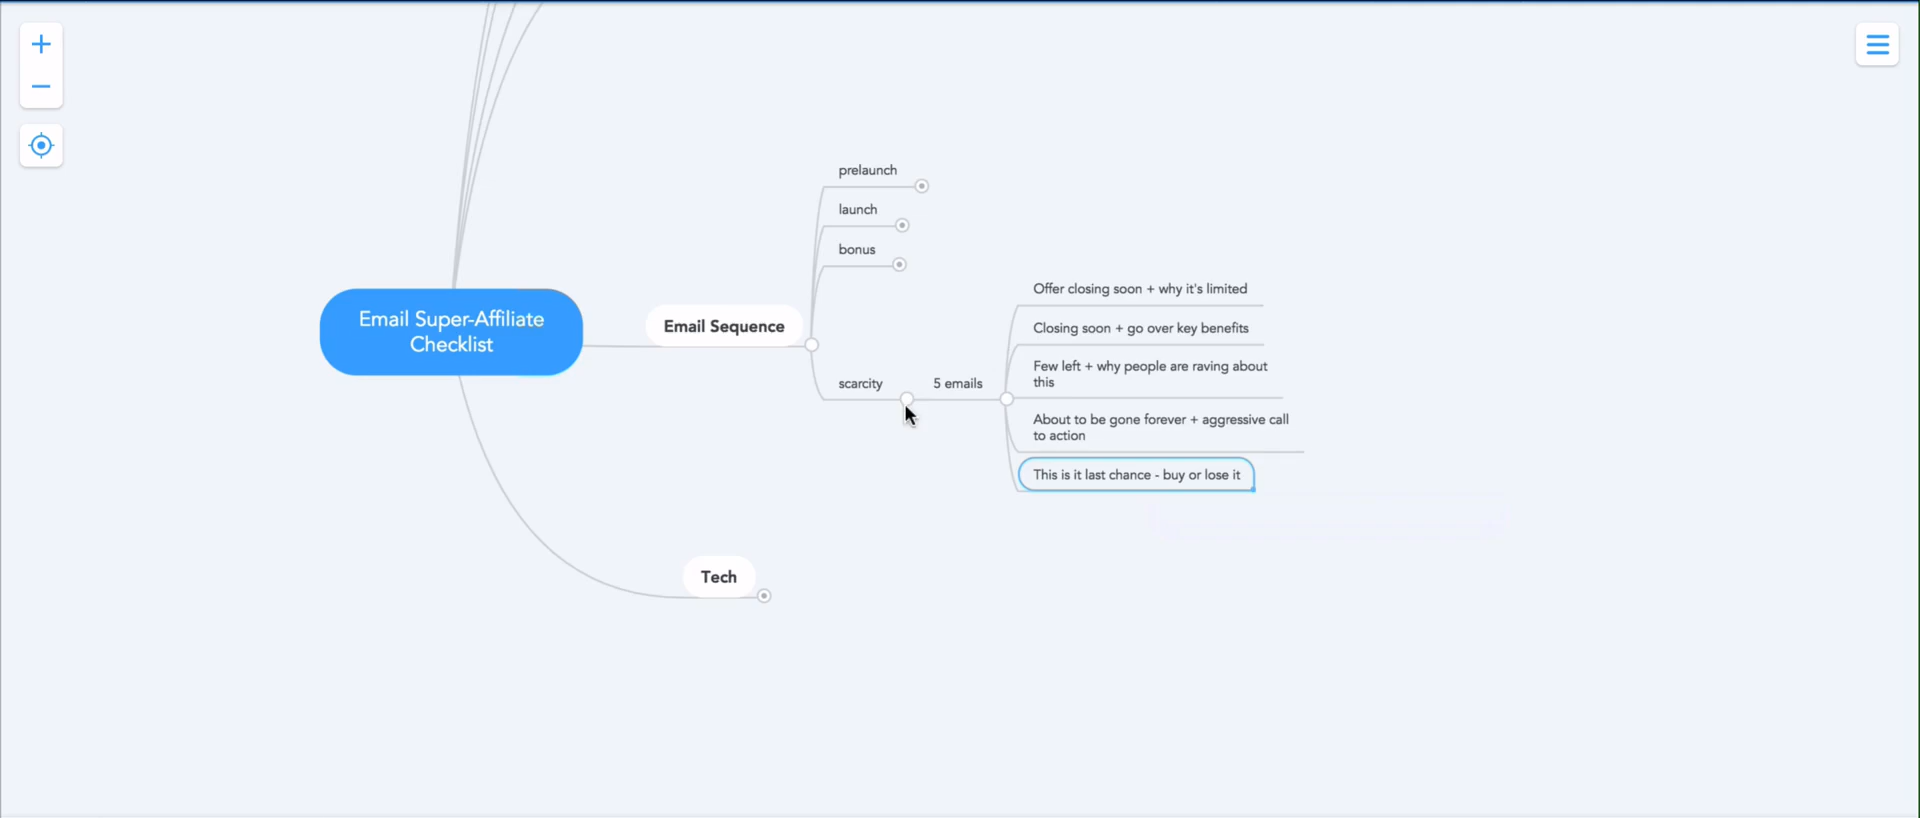 prelaunch
launch
bonus
Offer closing soon + why it's limited
Email Super-Affiliate
Checklist
Email Sequence
Closing soon + go over key benefits
Few left + why people are raving about
this
scarcity
5 emails
About to be gone forever + aggressive call
to action
This is it last chance - buy or lose it
Tech